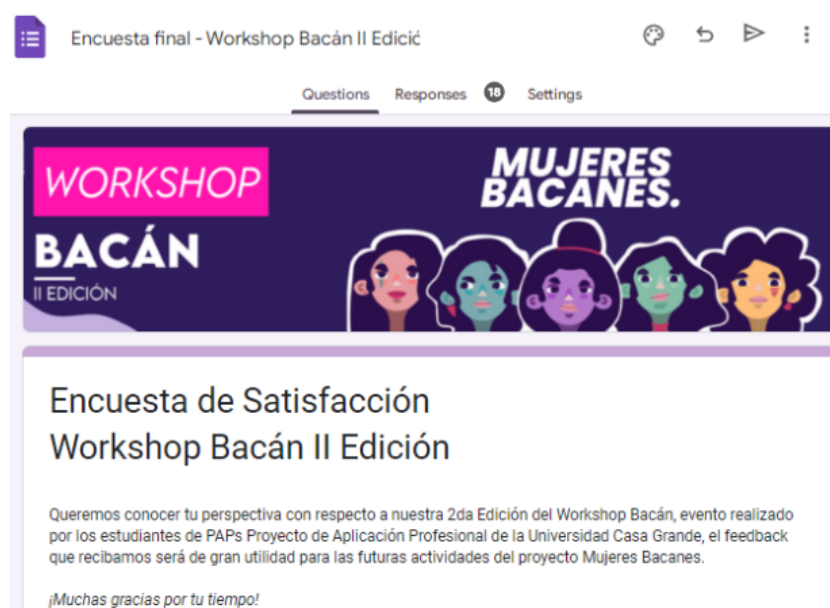 Encuesta final - Workshop Bacán II Edició
Questions Responses 18 Settings
WORKSHOP
BACÁN
II EDICIÓN
MUJERES
BACANES.
Encuesta de Satisfacción
Workshop Bacán II Edición
Queremos conocer tu perspectiva con respecto a nuestra 2da Edición del Workshop Bacán, evento realizado
por los estudiantes de PAPs Proyecto de Aplicación Profesional de la Universidad Casa Grande, el feedback
que recibamos será de gran utilidad para las futuras actividades del proyecto Mujeres Bacanes.
¡Muchas gracias por tu tiempo!